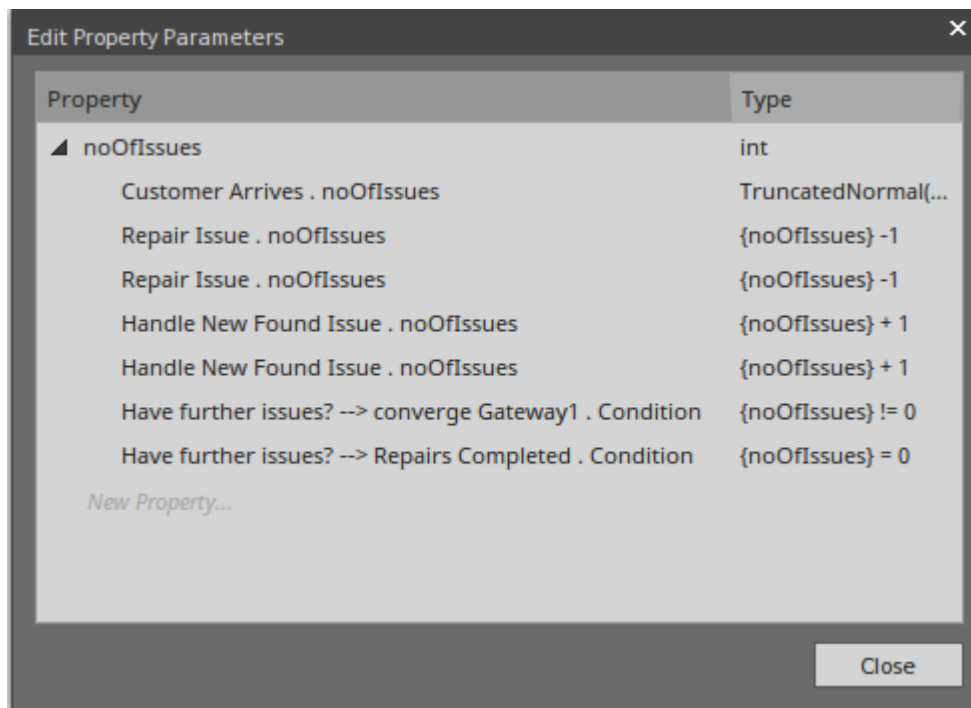 Edit Property Parameters
Property Type
noOfIssues int
Customer Arrives . noOfIssues TruncatedNormal(...
Repair Issue . noOfIssues {noOfIssues} -1
Repair Issue . noOfIssues {noOfIssues} -1
Handle New Found Issue . noOfIssues {noOfIssues} + 1
Handle New Found Issue . noOfIssues {noOfIssues} + 1
Have further issues? --> converge Gateway1 . Condition {noOfIssues} != 0
Have further issues? --> Repairs Completed . Condition {noOfIssues} = 0
New Property...
Close